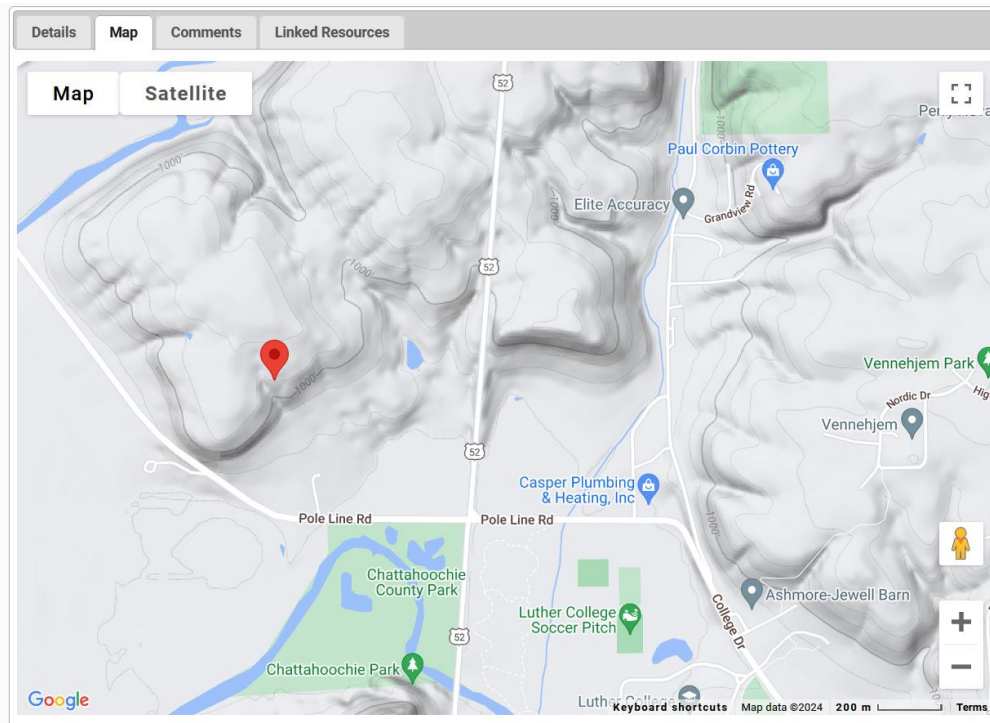 Details
Map
Comments
Linked Resources
Map
Satellite
52
1000'
1000
Paul Corbin Pottery
Elite Accuracy
Grandview Rd
1000
1000'
52
1000
Vennehjem Park
Nordic Dr
Vennehjem
52
Casper Plumbing
& Heating, Inc
Pole Line Rd
Pole Line Rd
1000
Chattahoochie
County Park
Ashmore-Jewell Barn
Luther College
Soccer Pitch
College Dr
52
Chattahoochie Park
Google
Keyboard shortcuts
Map data ©2024
200 m
Terms